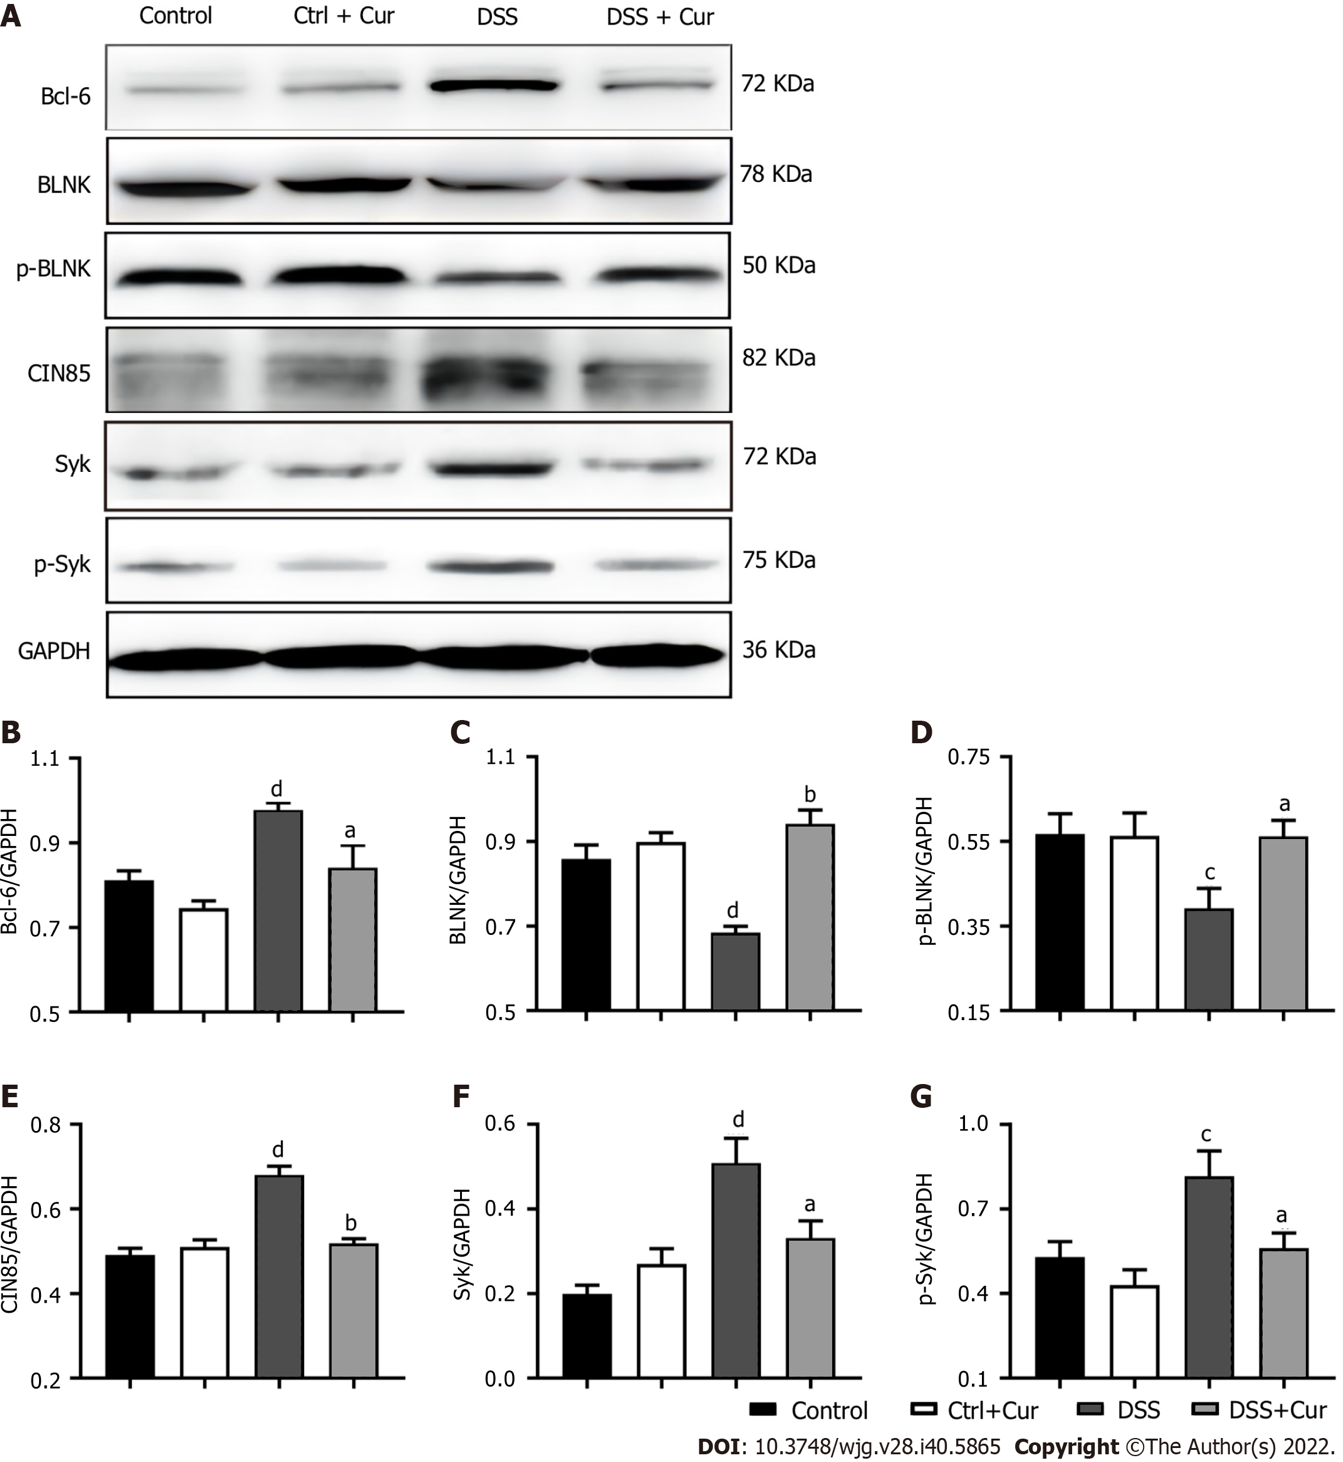 A Control Ctrl + Cur DSS DSS + Cur
Bcl-6 72 KDa
BLNK 78 KDa
p-BLNK 50 KDa
CIN85 82 KDa
Syk 72 KDa
p-Syk 75 KDa
GAPDH 36 KDa
B
Bcl-6/GAPDH
1.1
0.9
0.7
0.5
d
a
C
BLNK/GAPDH
1.1
0.9
0.7
0.5
d
b
D
p-BLNK/GAPDH
0.75
0.55
0.35
0.15
c
a
E
CIN85/GAPDH
0.8
0.6
0.4
0.2
d
b
F
Syk/GAPDH
0.6
0.4
0.2
0.0
d
a
G
p-Syk/GAPDH
1.0
0.7
0.4
0.1
c
a
Control Ctrl+Cur DSS DSS+Cur
DOI: 10.3748/wjg.v28.i40.5865 Copyright ©The Author(s) 2022.